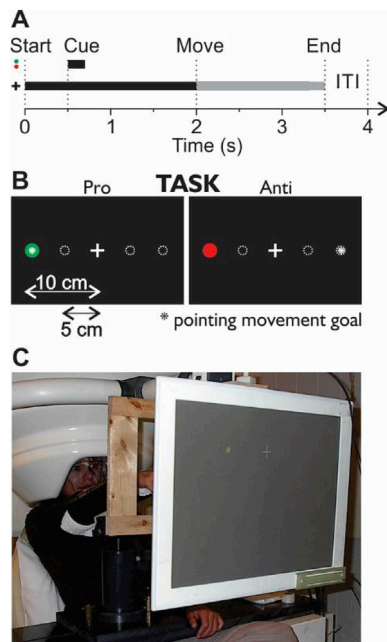 A
Start Cue Move End
ITI
+
0 1 2 3 4
Time (s)
B TASK
Pro Anti
10 cm
5 cm
* pointing movement goal
C